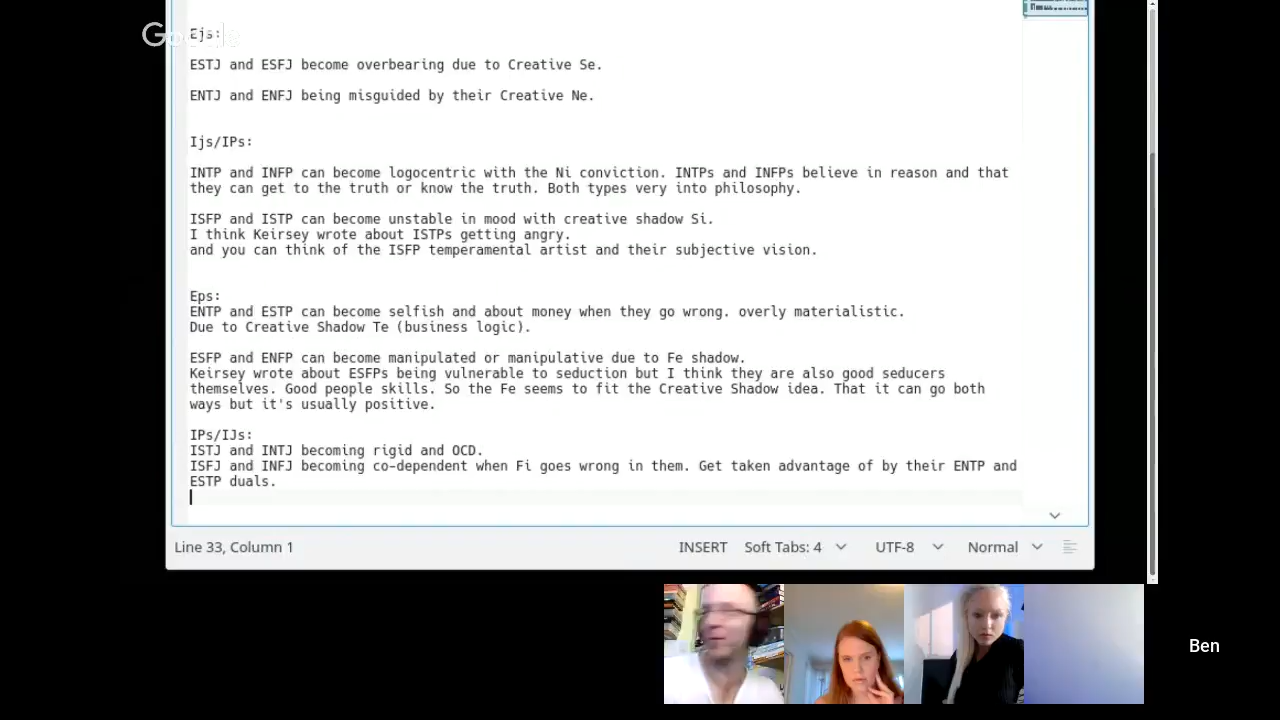 Ejs:
ESTJ and ESFJ become overbearing due to Creative Se.
ENTJ and ENFJ being misguided by their Creative Ne.
Ijs/IPs:
INTP and INFP can become logocentric with the Ni conviction. INTPs and INFPs believe in reason and that
they can get to the truth or know the truth. Both types very into philosophy.
ISFP and ISTP can become unstable in mood with creative shadow Si.
I think Keirsey wrote about ISTPs getting angry.
and you can think of the ISFP temperamental artist and their subjective vision.
Eps:
ENTP and ESTP can become selfish and about money when they go wrong. overly materialistic.
Due to Creative Shadow Te (business logic).
ESFP and ENFP can become manipulated or manipulative due to Fe shadow.
Keirsey wrote about ESFPs being vulnerable to seduction but I think they are also good seducers
themselves. Good people skills. So the Fe seems to fit the Creative Shadow idea. That it can go both
ways but it's usually positive.
IPs/IJs:
ISTJ and INTJ becoming rigid and OCD.
ISFJ and INFJ becoming co-dependent when Fi goes wrong in them. Get taken advantage of by their ENTP and
ESTP duals.
Line 33, Column 1 INSERT Soft Tabs: 4 UTF-8 Normal
Ben